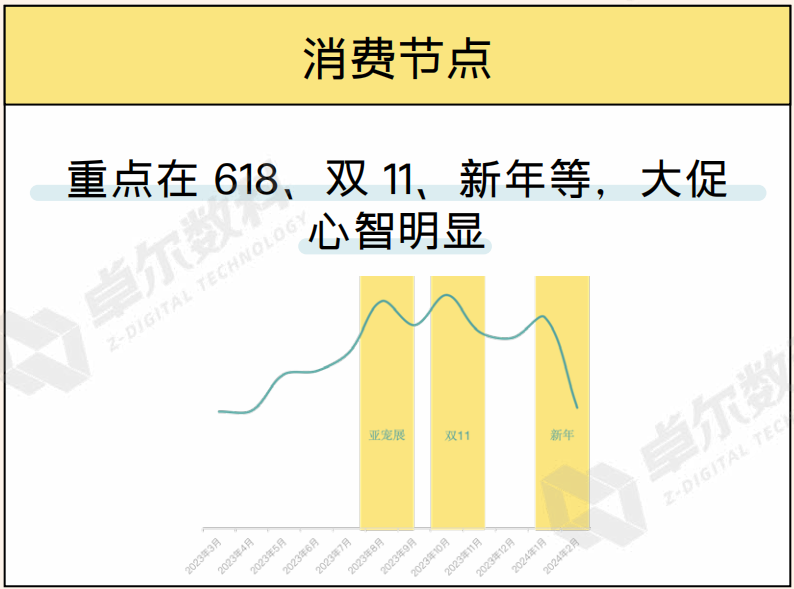 消费节点
重点在 618、双 11、新年等，大促
心智明显
卓尔数科
Z-DIGITAL TECHNOLOGY
亚宠展
双11
新年
卓尔数
Z-DIGITAL TECH
2023年3月
2023年4月
2023年5月
2023年6月
2023年7月
2023年8月
2023年9月
2023年10月
2023年11月
2023年12月
2024年1月
2024年2月